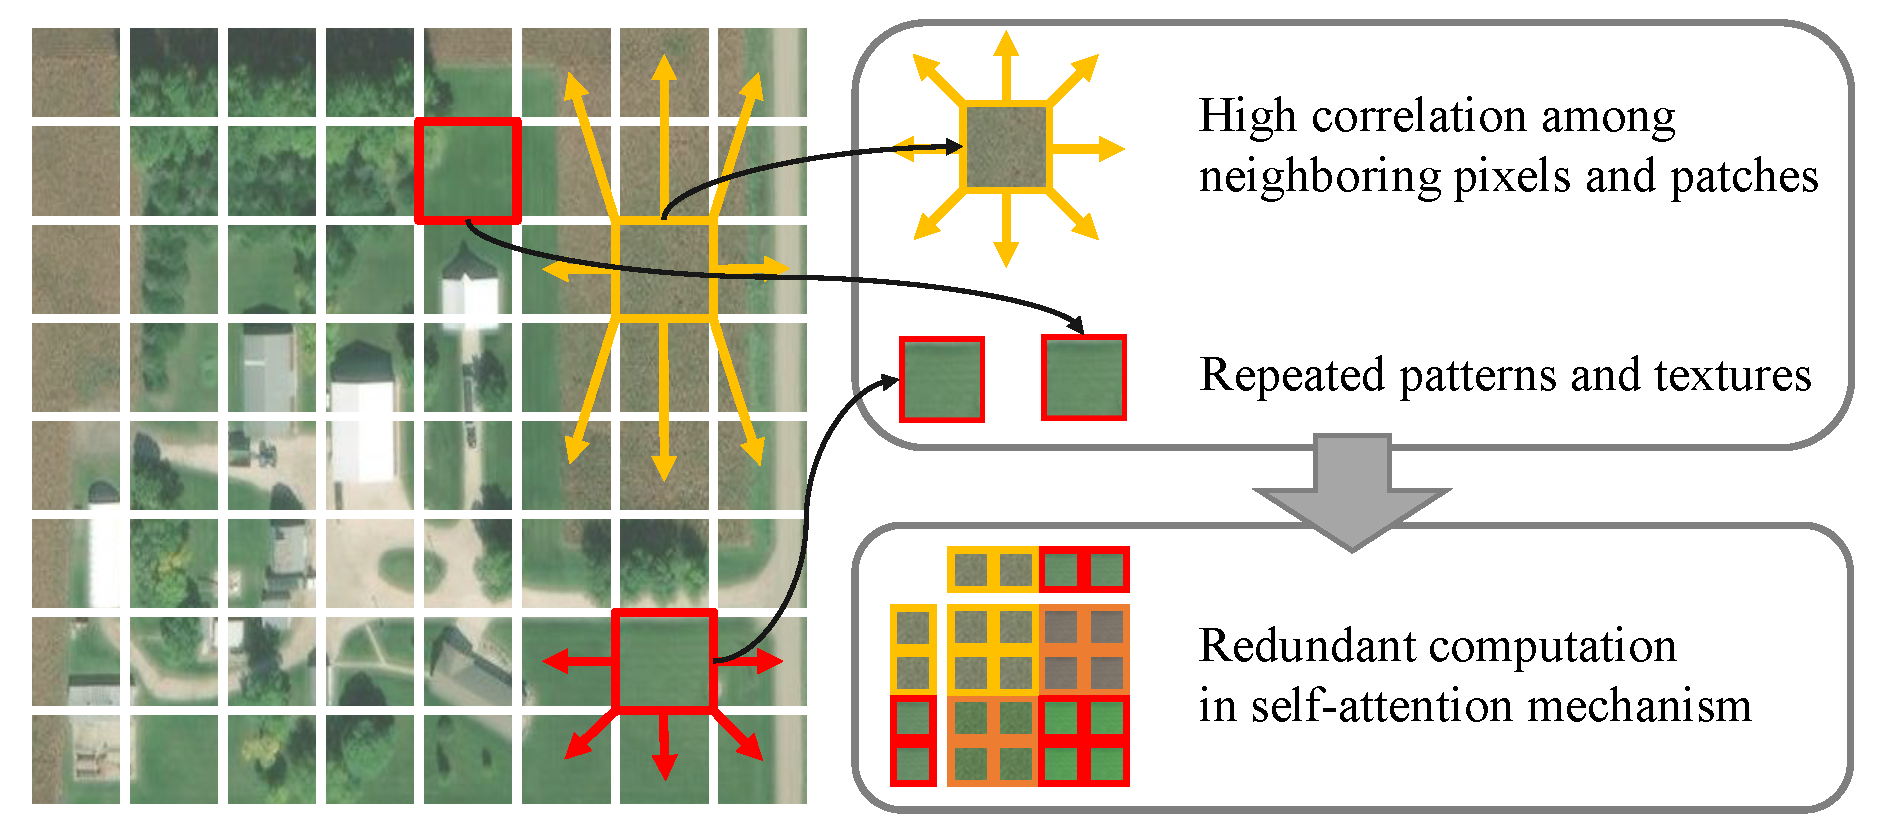 High correlation among
neighboring pixels and patches
Repeated patterns and textures
Redundant computation
in self-attention mechanism